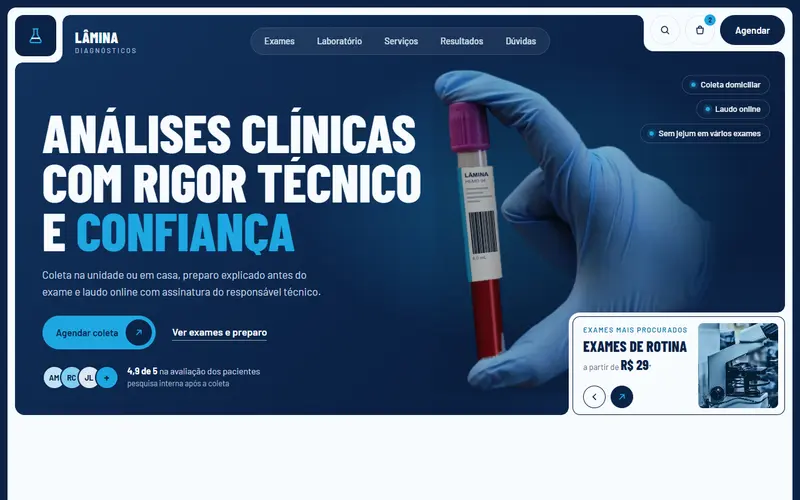 LÂMINA
DIAGNÓSTICOS
Exames
Laboratório
Serviços
Resultados
Dúvidas
2
Agendar
Coleta domiciliar
Laudo online
Sem jejum em vários exames
ANÁLISES CLÍNICAS
COM RIGOR TÉCNICO
E CONFIANÇA
Coleta na unidade ou em casa, preparo explicado antes do
exame e laudo online com assinatura do responsável técnico.
Agendar coleta
Ver exames e preparo
AM
RC
JL
+
4,9 de 5 na avaliação dos pacientes
pesquisa interna após a coleta
LÂMINA
EXAMES MAIS PROCURADOS
EXAMES DE ROTINA
a partir de R$ 29*